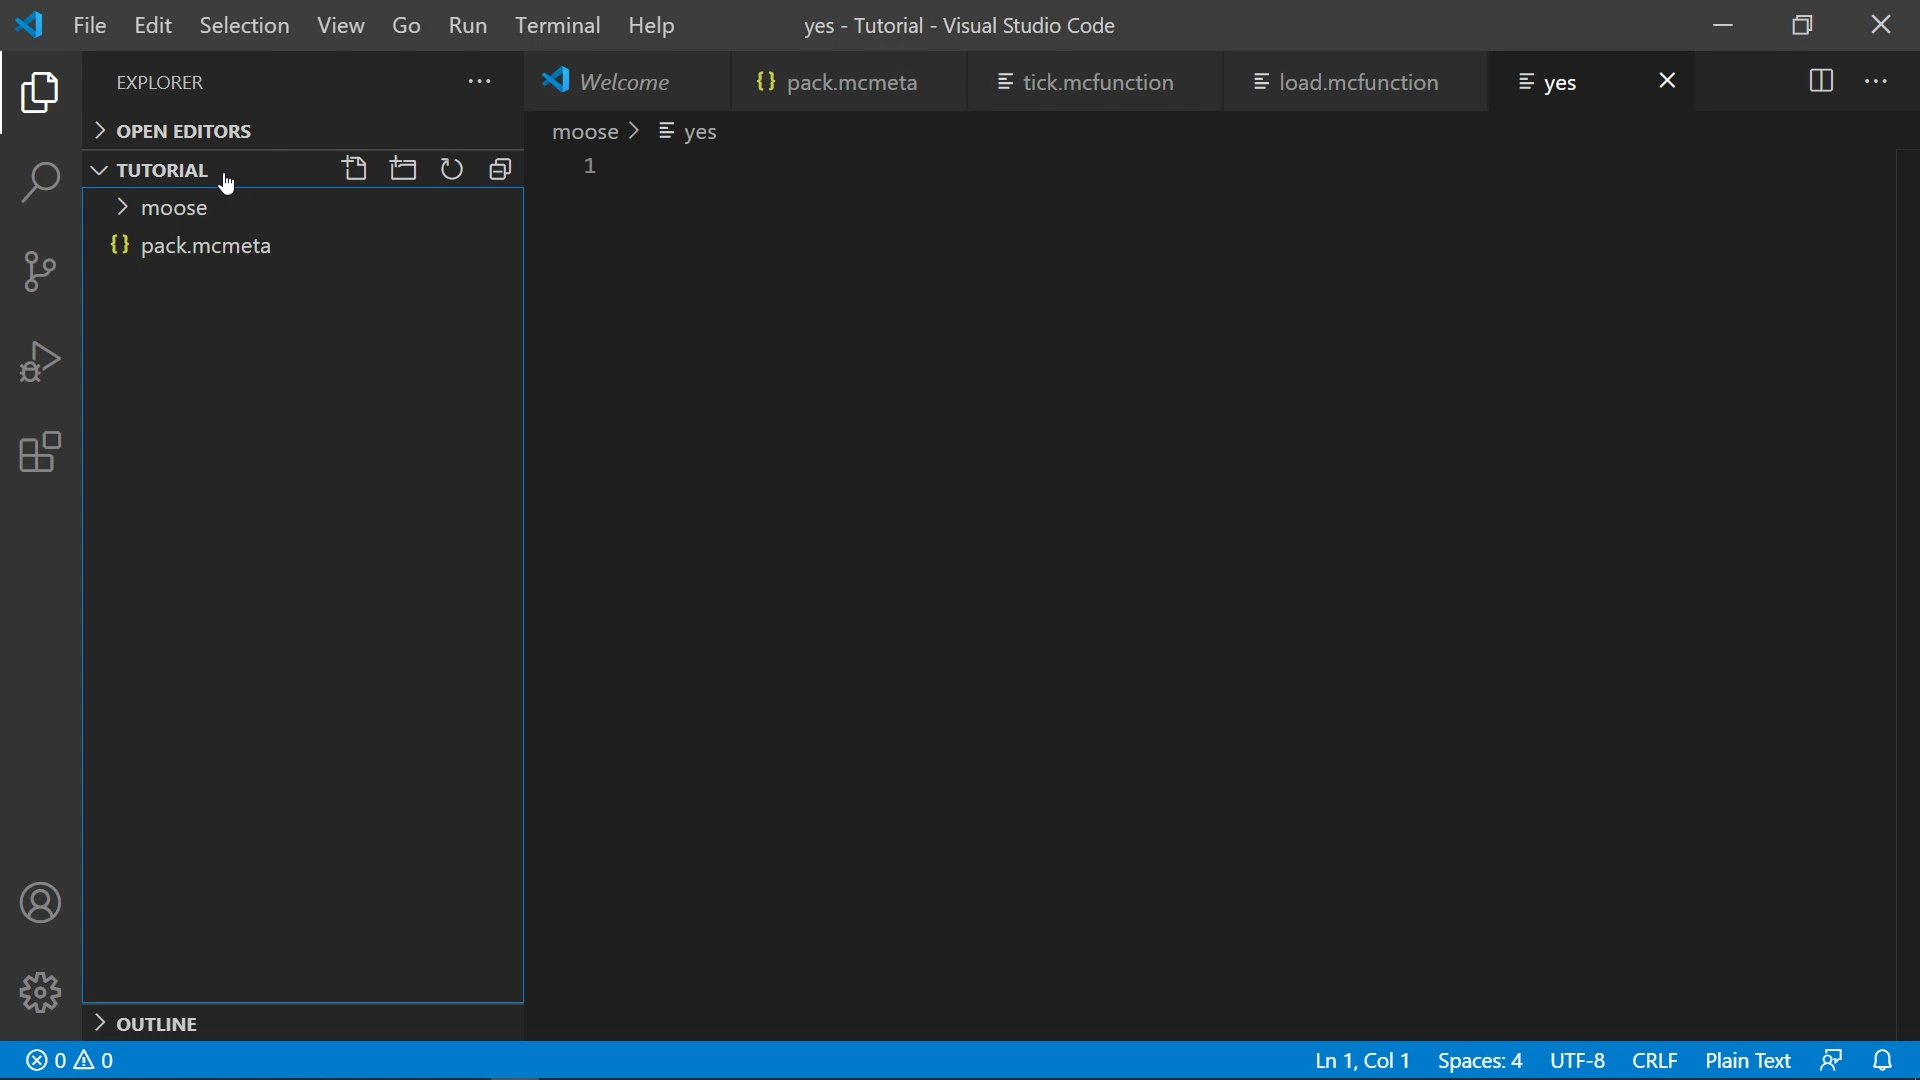 File Edit Selection View Go Run Terminal Help yes - Tutorial - Visual Studio Code
EXPLORER
Welcome {} pack.mcmeta tick.mcfunction load.mcfunction yes
OPEN EDITORS
moose > yes
1
TUTORIAL
moose
{} pack.mcmeta
OUTLINE
0 0 Ln 1, Col 1 Spaces: 4 UTF-8 CRLF Plain Text